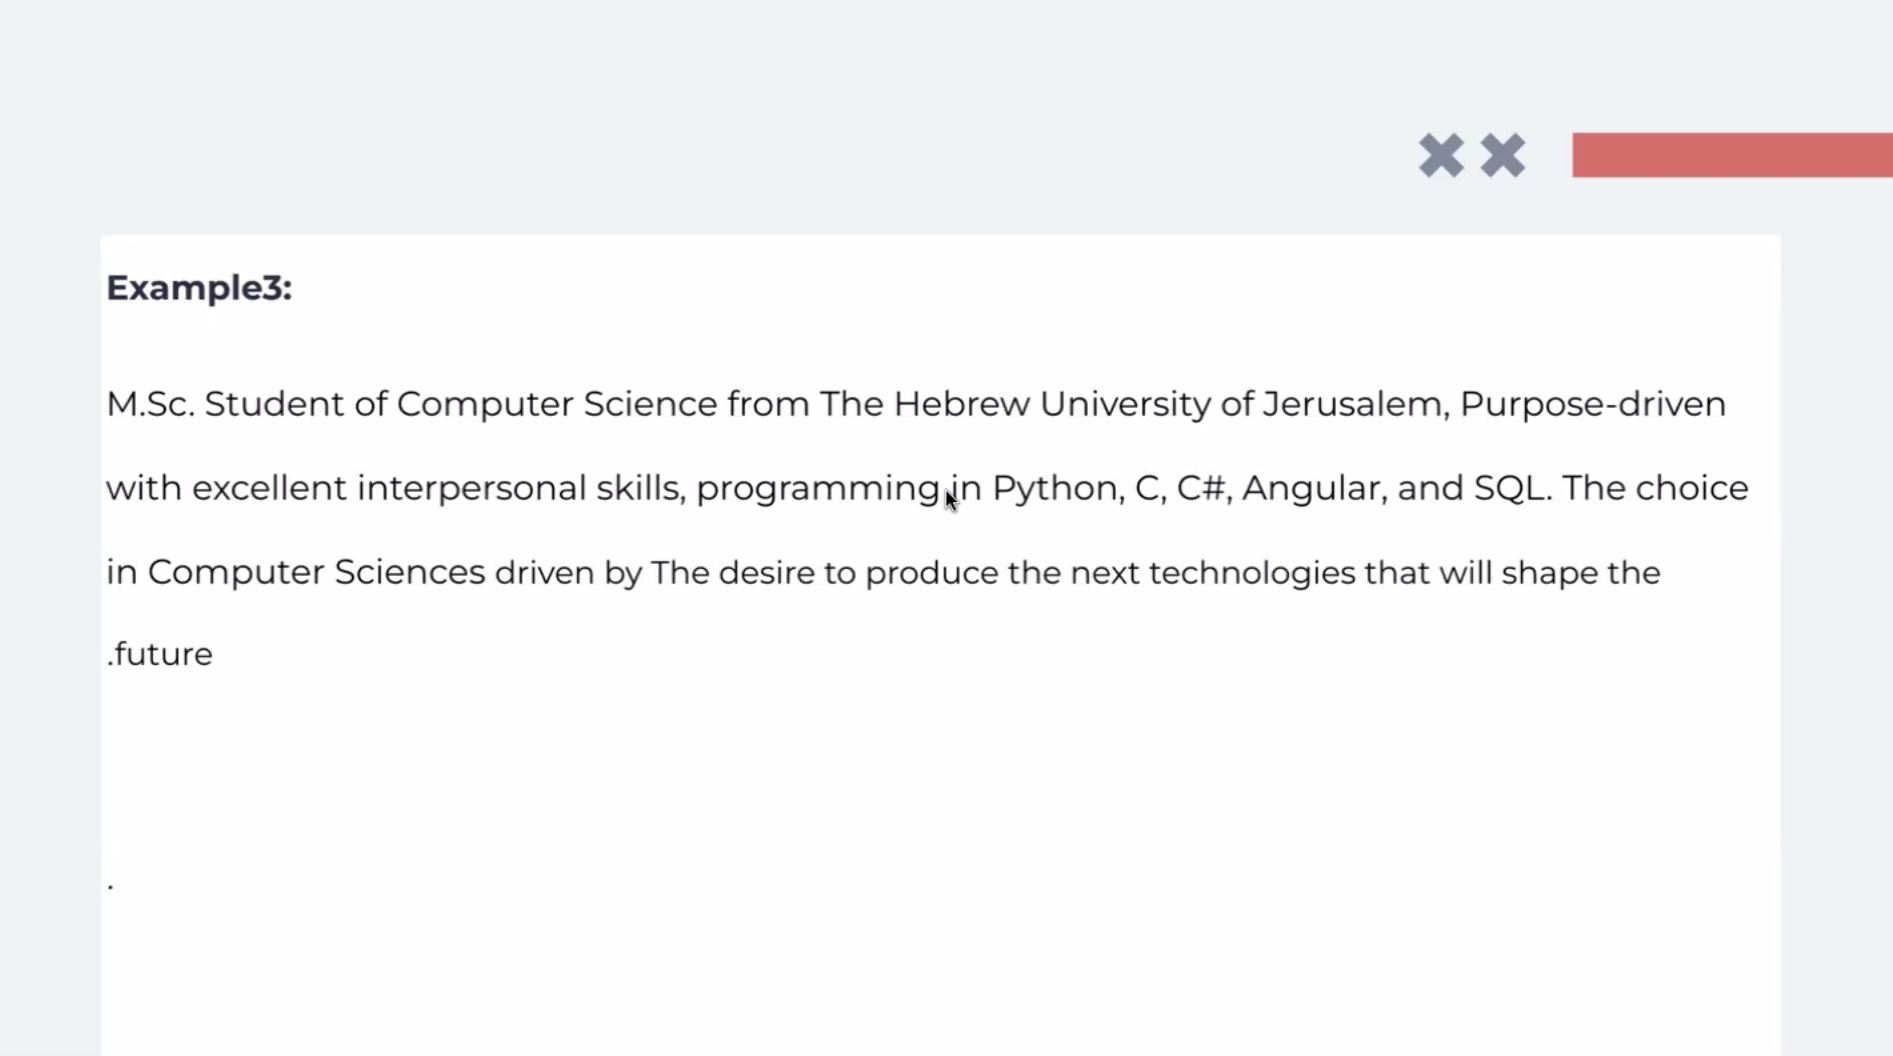 Example3:
M.Sc. Student of Computer Science from The Hebrew University of Jerusalem, Purpose-driven
with excellent interpersonal skills, programming in Python, C, C#, Angular, and SQL. The choice
in Computer Sciences driven by The desire to produce the next technologies that will shape the
.future
.